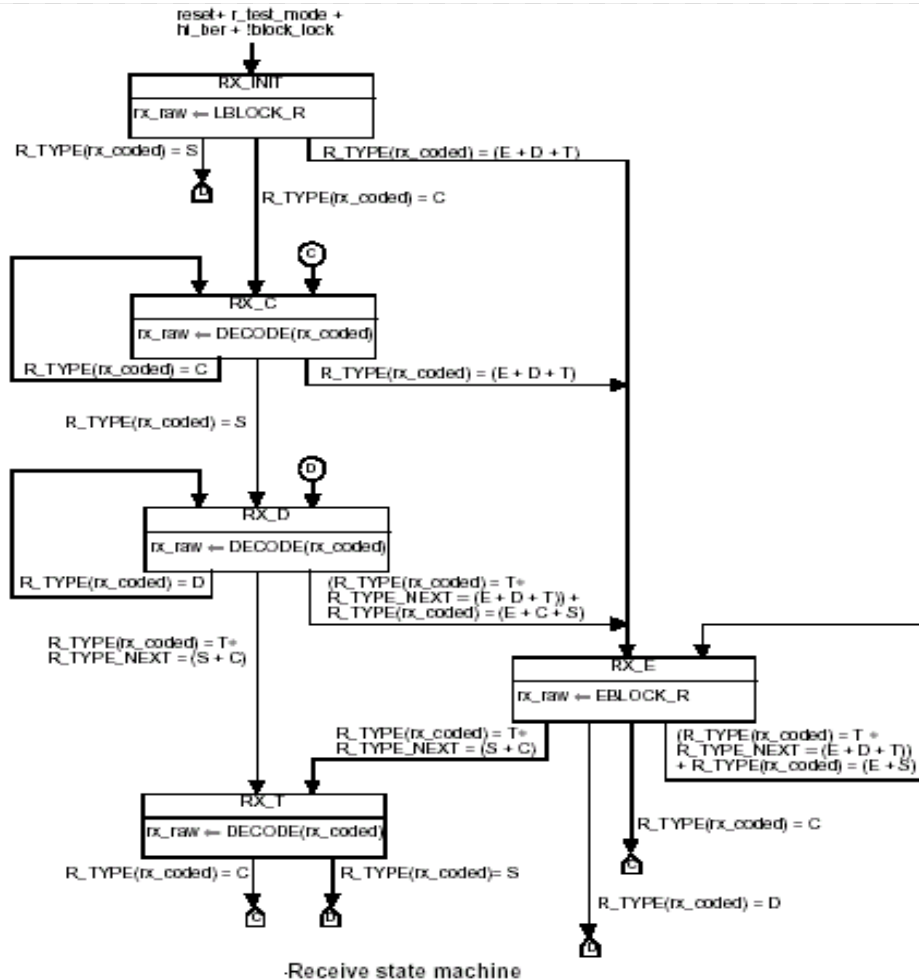 reset+ r_test_mode +
hi_ber + !block_lock
RX_INIT
rx_raw ⇐ LBLOCK_R
R_TYPE(rx_coded) = S
R_TYPE(rx_coded) = (E + D + T)
D
R_TYPE(rx_coded) = C
C
RX_C
rx_raw ⇐ DECODE(rx_coded)
R_TYPE(rx_coded) = C
R_TYPE(rx_coded) = (E + D + T)
R_TYPE(rx_coded) = S
D
RX_D
rx_raw ⇐ DECODE(rx_coded)
R_TYPE(rx_coded) = D
(R_TYPE(rx_coded) = T*
R_TYPE_NEXT = (E + D + T)) +
R_TYPE(rx_coded) = (E + C + S)
R_TYPE(rx_coded) = T*
R_TYPE_NEXT = (S + C)
RX_E
rx_raw ⇐ EBLOCK_R
R_TYPE(rx_coded) = T*
R_TYPE_NEXT = (S + C)
(R_TYPE(rx_coded) = T *
R_TYPE_NEXT = (E + D + T))
+ R_TYPE(rx_coded) = (E + S)
RX_T
rx_raw ⇐ DECODE(rx_coded)
R_TYPE(rx_coded) = C
R_TYPE(rx_coded)= S
R_TYPE(rx_coded) = C
C
R_TYPE(rx_coded) = D
C
D
D
Receive state machine